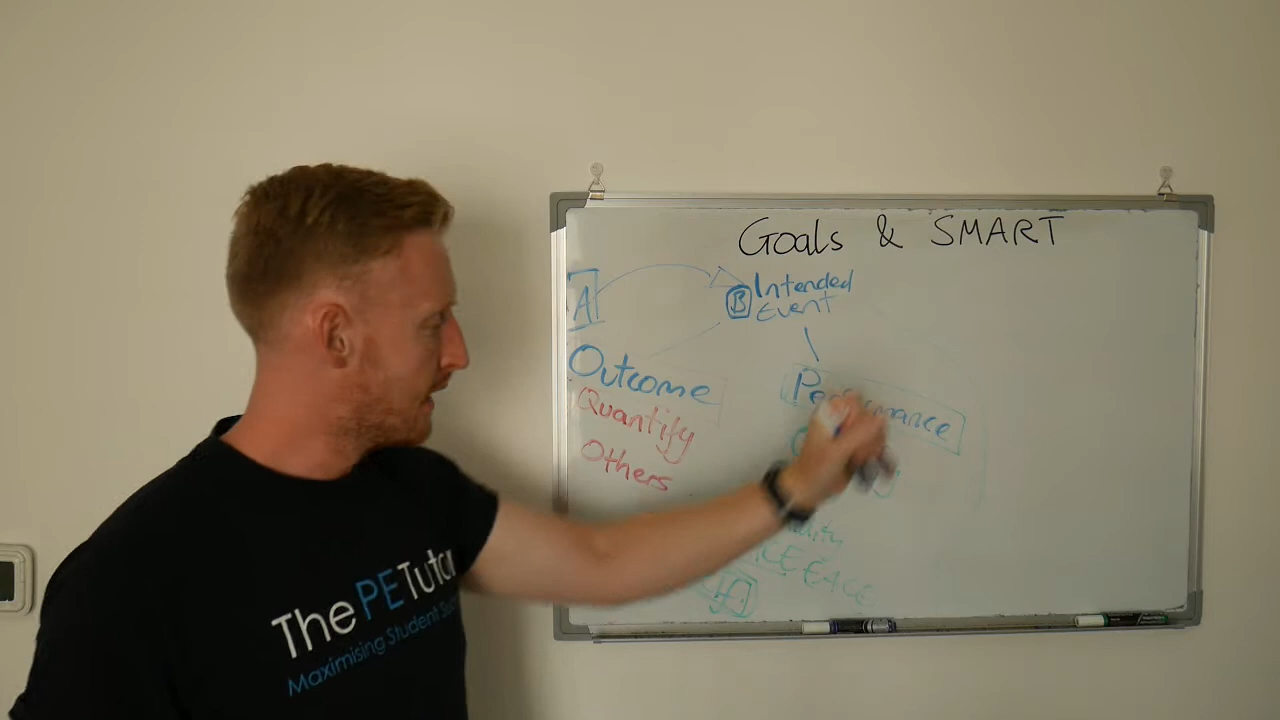 Goals & SMART
A
B Intended
Event
Outcome
Performance
Quantify
Others
The PE Tutor
Maximising Student